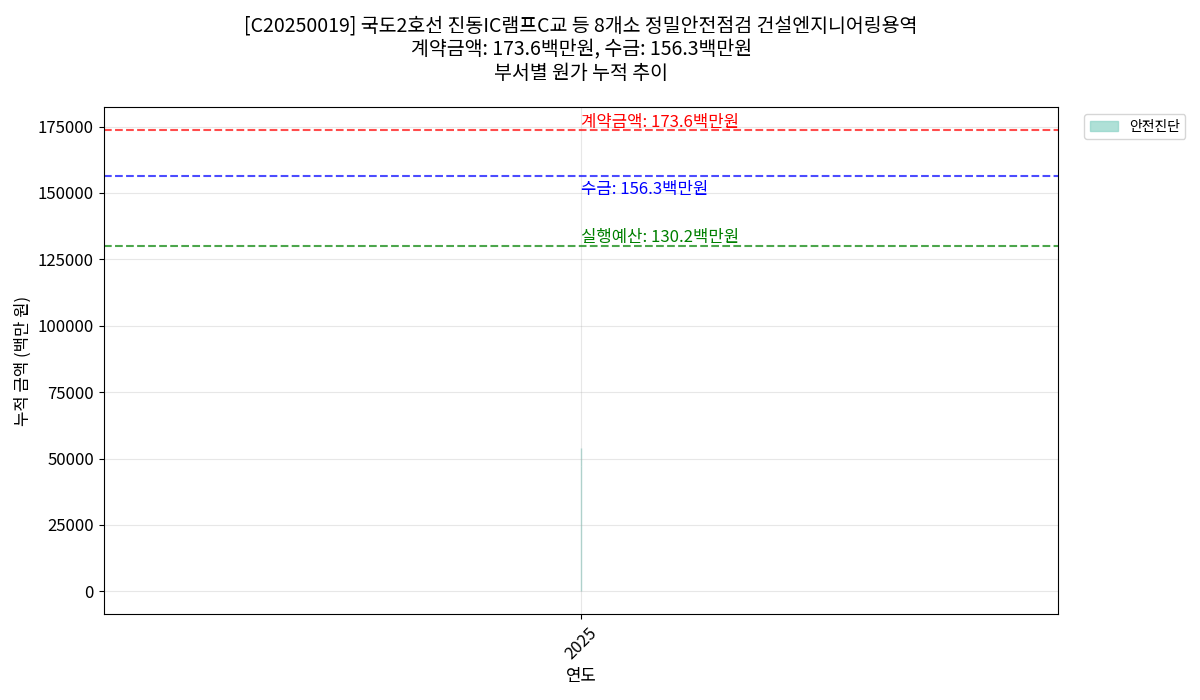 [C20250019] 국도2호선 진동IC램프C교 등 8개소 정밀안전점검 건설엔지니어링용역
계약금액: 173.6백만원, 수금: 156.3백만원
부서별 원가 누적 추이
175000
150000
125000
100000
75000
50000
25000
0
누적 금액 (백만 원)
계약금액: 173.6백만원
수금: 156.3백만원
실행예산: 130.2백만원
안전진단
2025
연도